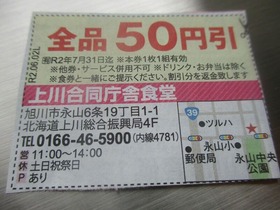 R2.06.02L
全品50円引
有R2年7月31日迄 ※本券1枚1組有効
※他券・サービス併用不可 ※ドリンク・お弁当は除く
※食券と一緒にご提示ください。割引分を返金致します
上川合同庁舎食堂
旭川市永山6条19丁目1-1
北海道上川総合振興局4F
TEL0166-46-5900(内線4781)
営 11:00〜14:00
休 土日祝祭日
P あり
39
ツルハ
永山小
郵便局
永山中央
公園